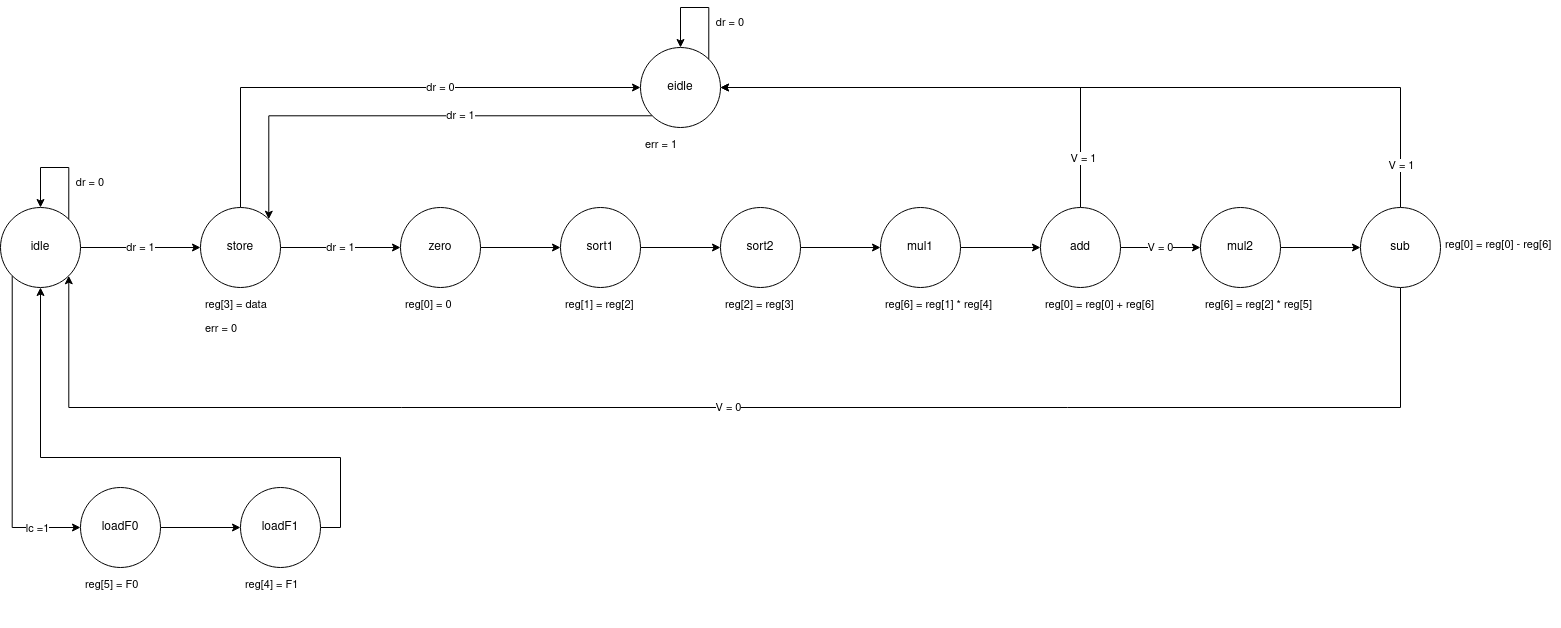 dr = 0
eidle
dr = 0
dr = 1
err = 1
V = 1
V = 1
dr = 0
idle
dr = 1
store
dr = 1
zero
sort1
sort2
mul1
add
V = 0
mul2
sub
reg[0] = reg[0] - reg[6]
reg[3] = data
err = 0
reg[0] = 0
reg[1] = reg[2]
reg[2] = reg[3]
reg[6] = reg[1] * reg[4]
reg[0] = reg[0] + reg[6]
reg[6] = reg[2] * reg[5]
V = 0
lc =1
loadF0
loadF1
reg[5] = F0
reg[4] = F1